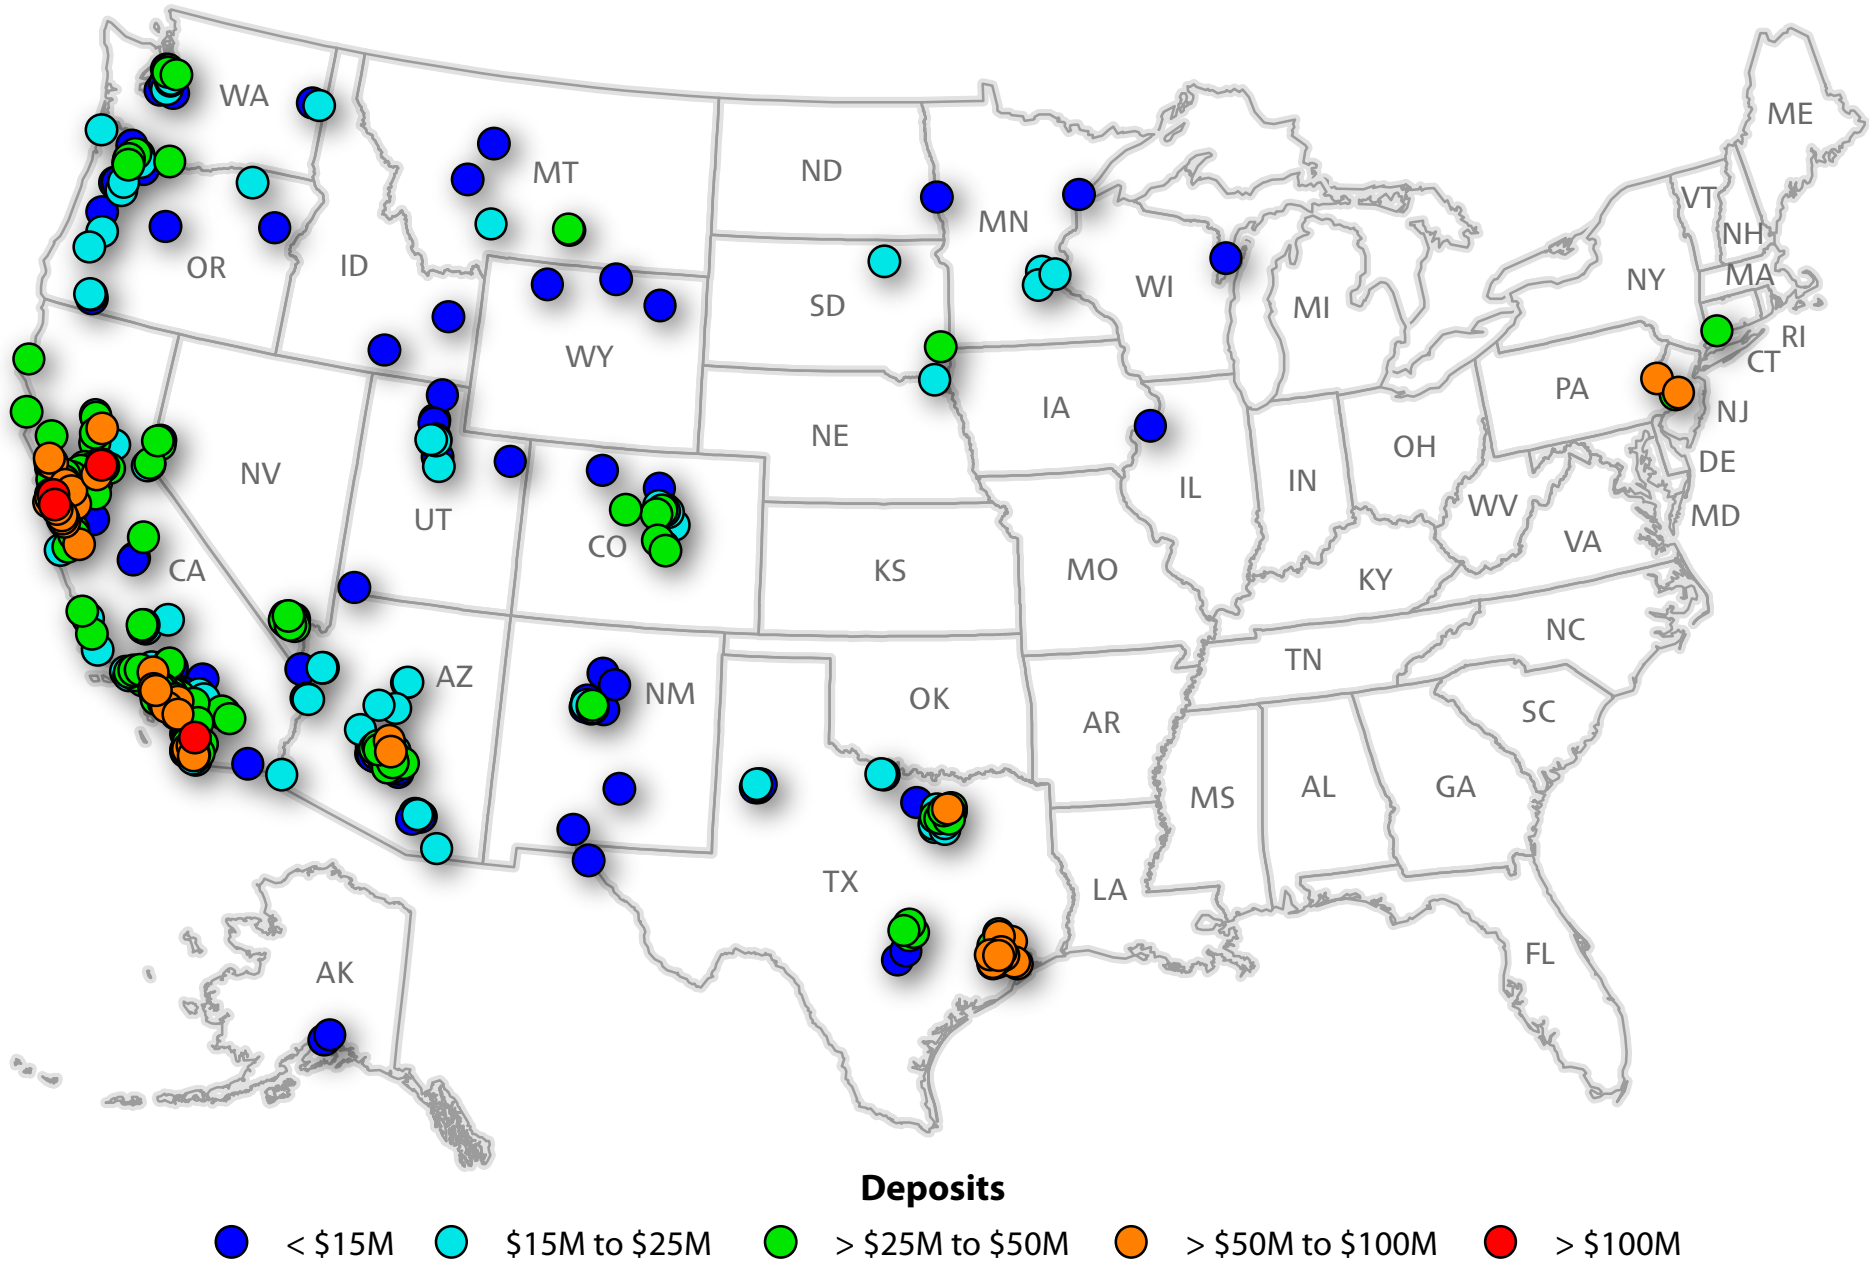 WA
ME
MT
ND
VT
MN
NH
OR
ID
MA
NY
WI
SD
MI
RI
WY
CT
PA
IA
NJ
NE
OH
NV
DE
IL
IN
WV
UT
MD
CO
VA
CA
KS
MO
KY
NC
TN
AZ
NM
OK
SC
AR
MS
AL
GA
TX
LA
FL
AK
Deposits
< $15M $15M to $25M > $25M to $50M > $50M to $100M > $100M